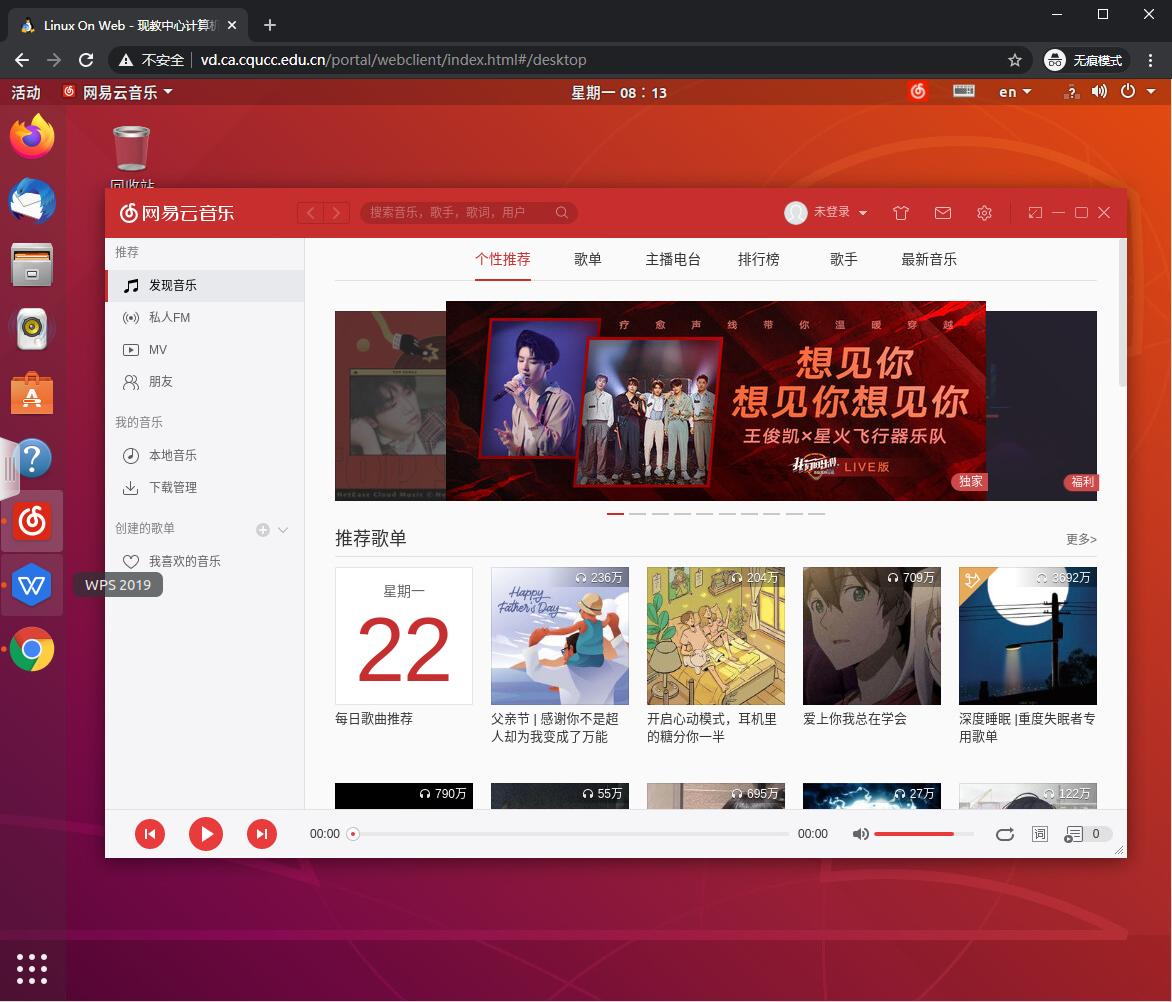 Linux On Web - 现教中心计算机
不安全
vd.ca.cqucc.edu.cn/portal/webclient/index.html#/desktop
无痕模式
活动
网易云音乐
星期一 08：13
en
回收站
网易云音乐
搜索音乐，歌手，歌词，用户
未登录
推荐
发现音乐
私人FM
MV
朋友
我的音乐
本地音乐
下载管理
创建的歌单
我喜欢的音乐
WPS 2019
个性推荐
歌单
主播电台
排行榜
歌手
最新音乐
疗愈声线带你温暖穿越
想见你
想见你想见你
王俊凯×星火飞行器乐队
我们的乐队
LIVE版
独家
福利
推荐歌单
更多>
星期一
22
每日歌曲推荐
236万
Happy
Father's Day
父亲节 | 感谢你不是超
人却为我变成了万能
204万
开启心动模式，耳机里
的糖分你一半
709万
爱上你我总在学会
3692万
深度睡眠 |重度失眠者专
用歌单
790万
55万
695万
27万
122万
00:00
00:00
词
0